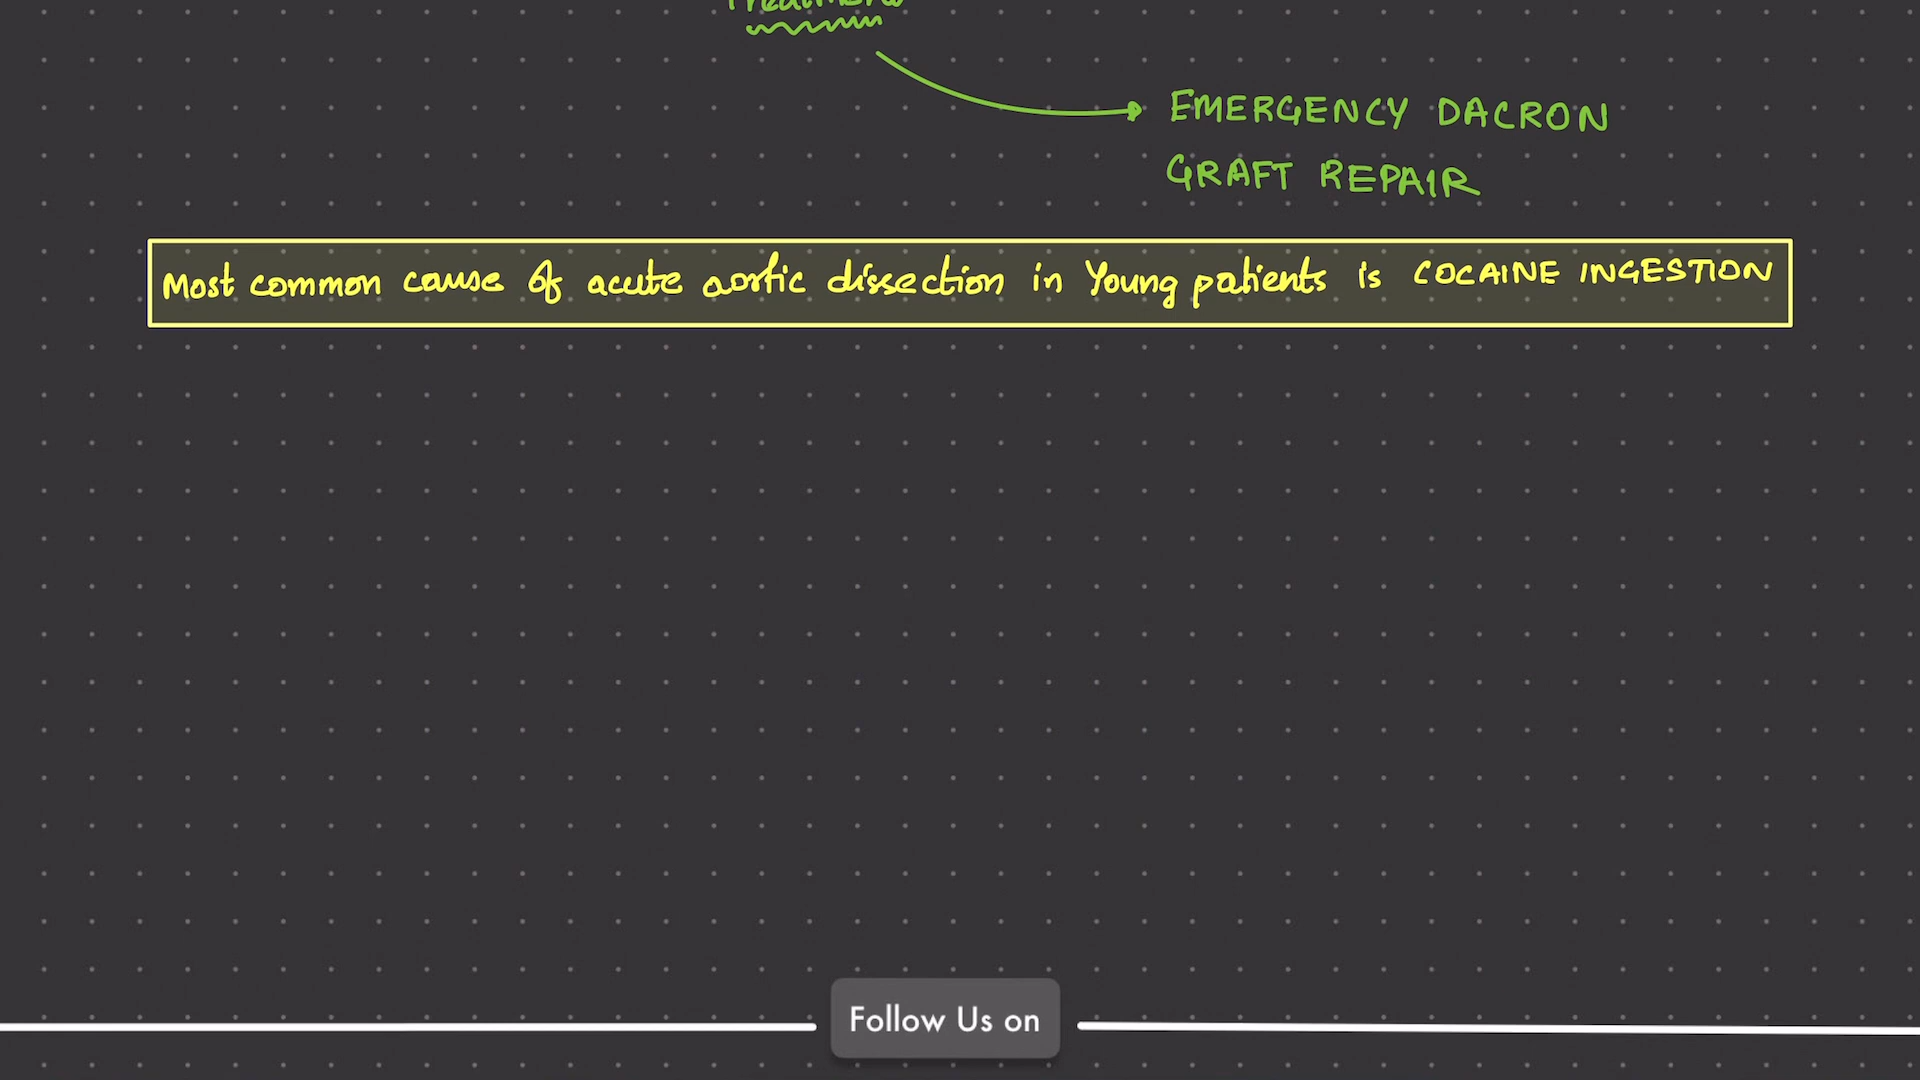 EMERGENCY DACRON
GRAFT REPAIR
Most common cause of acute aortic dissection in Young patients is COCAINE INGESTION
Follow Us on